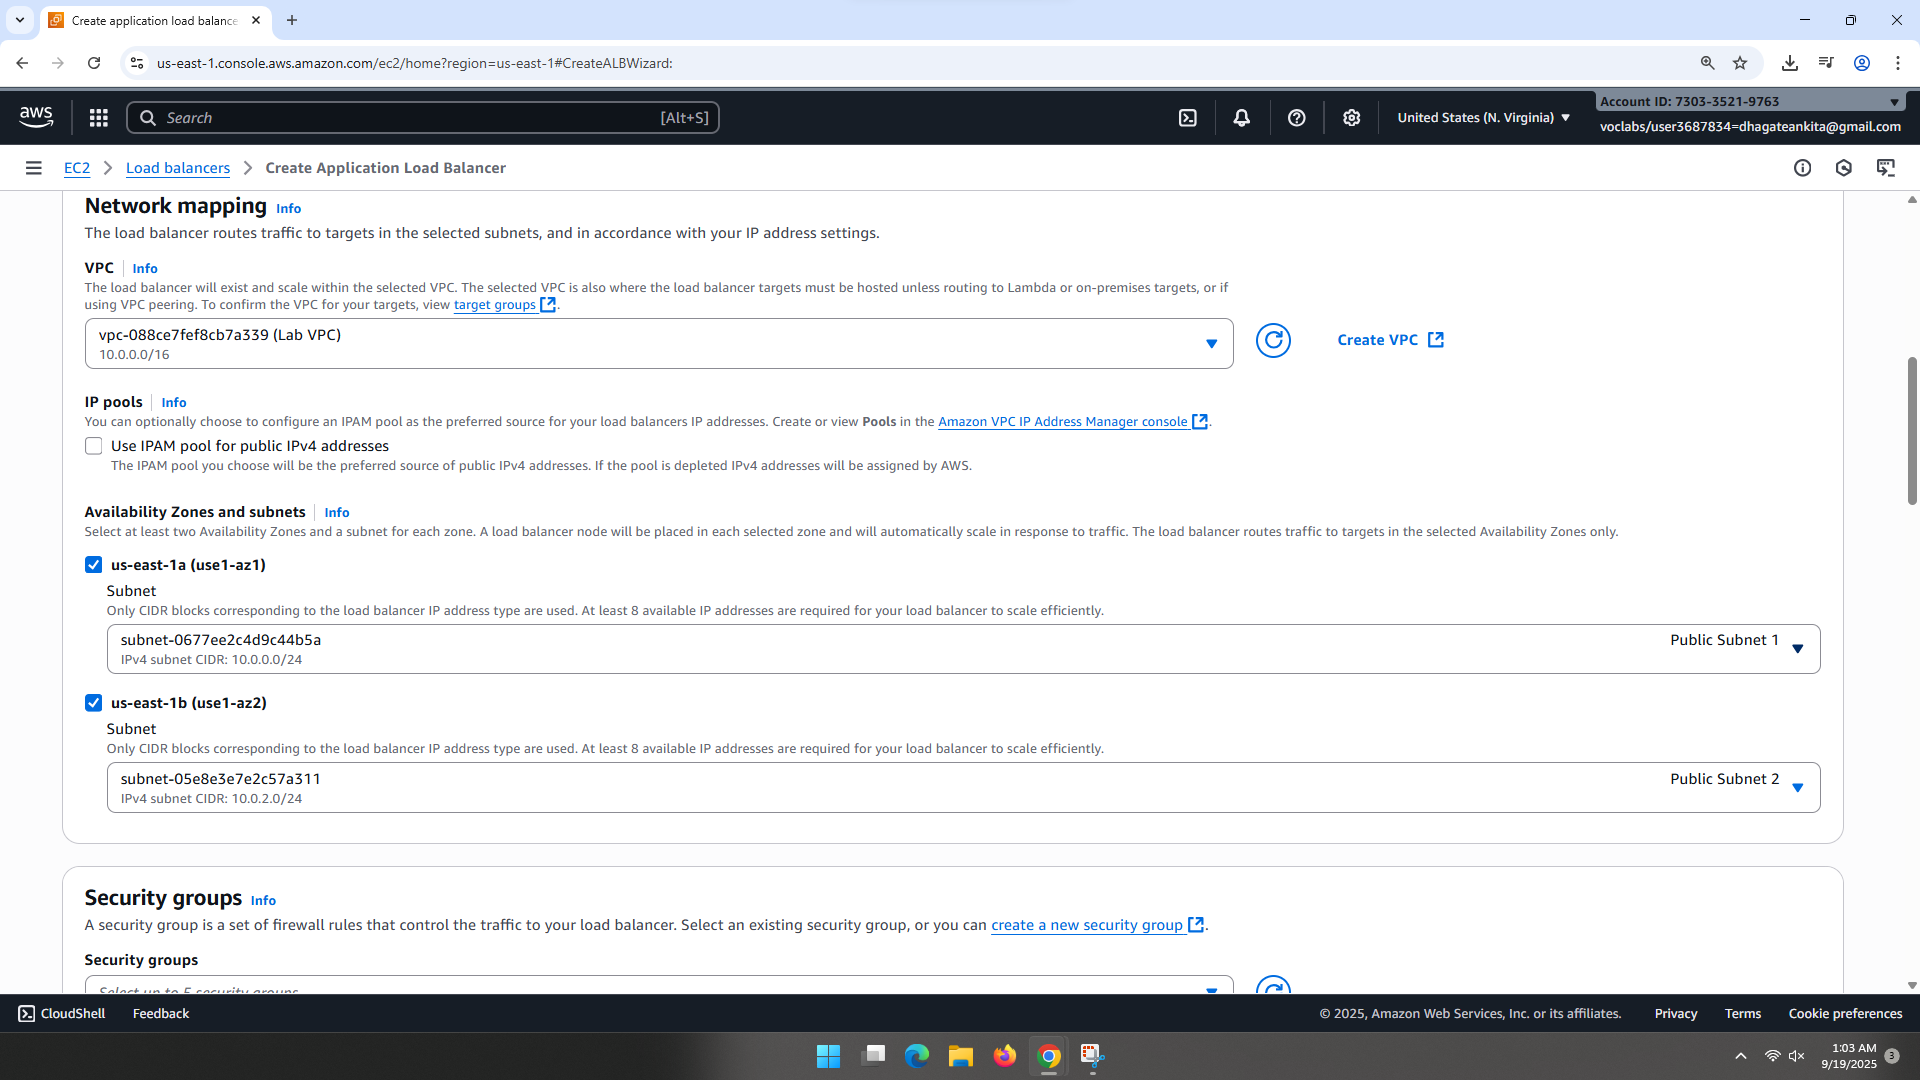 Create application load balance
us-east-1.console.aws.amazon.com/ec2/home?region=us-east-1#CreateALBWizard:
aws
Search
[Alt+S]
United States (N. Virginia)
Account ID: 7303-3521-9763
voclabs/user3687834=dhagateankita@gmail.com
EC2
Load balancers
Create Application Load Balancer
Network mapping Info
The load balancer routes traffic to targets in the selected subnets, and in accordance with your IP address settings.
VPC Info
The load balancer will exist and scale within the selected VPC. The selected VPC is also where the load balancer targets must be hosted unless routing to Lambda or on-premises targets, or if
using VPC peering. To confirm the VPC for your targets, view target groups.
vpc-088ce7fef8cb7a339 (Lab VPC)
10.0.0.0/16
Create VPC
IP pools Info
You can optionally choose to configure an IPAM pool as the preferred source for your load balancers IP addresses. Create or view Pools in the Amazon VPC IP Address Manager console.
Use IPAM pool for public IPv4 addresses
The IPAM pool you choose will be the preferred source of public IPv4 addresses. If the pool is depleted IPv4 addresses will be assigned by AWS.
Availability Zones and subnets Info
Select at least two Availability Zones and a subnet for each zone. A load balancer node will be placed in each selected zone and will automatically scale in response to traffic. The load balancer routes traffic to targets in the selected Availability Zones only.
us-east-1a (use1-az1)
Subnet
Only CIDR blocks corresponding to the load balancer IP address type are used. At least 8 available IP addresses are required for your load balancer to scale efficiently.
subnet-0677ee2c4d9c44b5a
Public Subnet 1
IPv4 subnet CIDR: 10.0.0.0/24
us-east-1b (use1-az2)
Subnet
Only CIDR blocks corresponding to the load balancer IP address type are used. At least 8 available IP addresses are required for your load balancer to scale efficiently.
subnet-05e8e3e7e2c57a311
Public Subnet 2
IPv4 subnet CIDR: 10.0.2.0/24
Security groups Info
A security group is a set of firewall rules that control the traffic to your load balancer. Select an existing security group, or you can create a new security group.
Security groups
Select up to 5 security groups
CloudShell
Feedback
© 2025, Amazon Web Services, Inc. or its affiliates.
Privacy
Terms
Cookie preferences
1:03 AM
9/19/2025
3